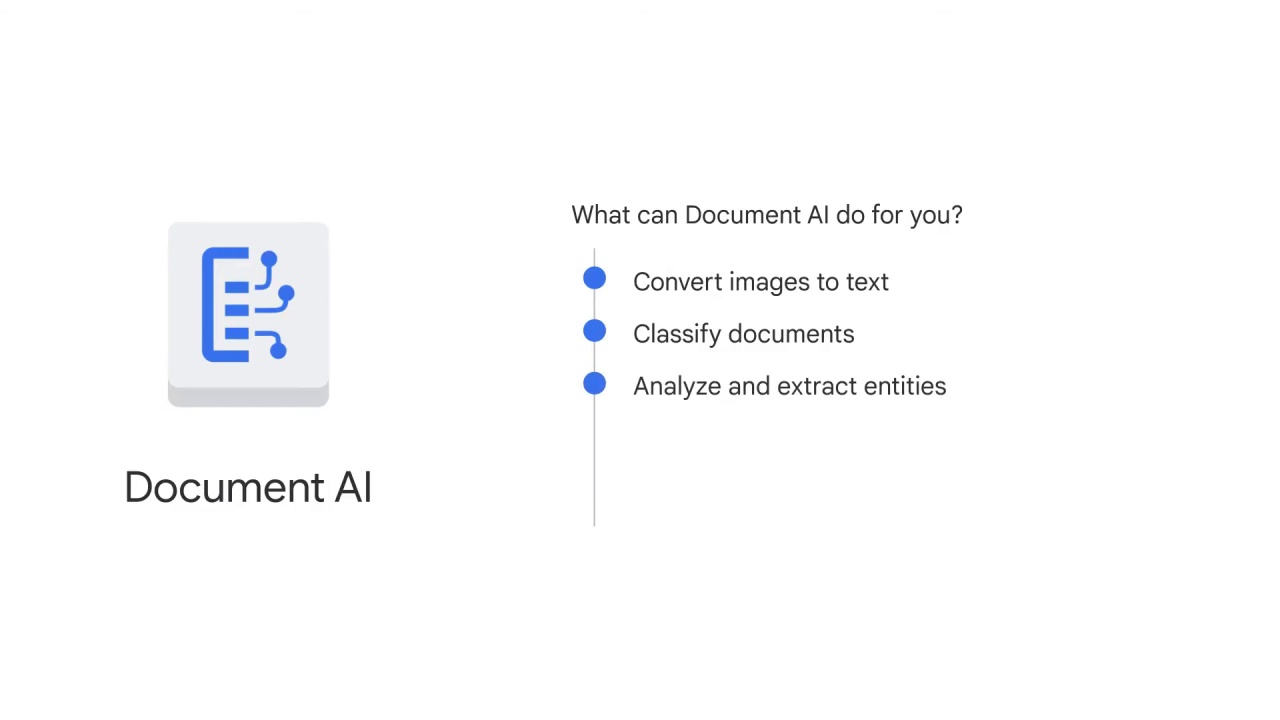 What can Document AI do for you?
Convert images to text
Classify documents
Analyze and extract entities
Document AI